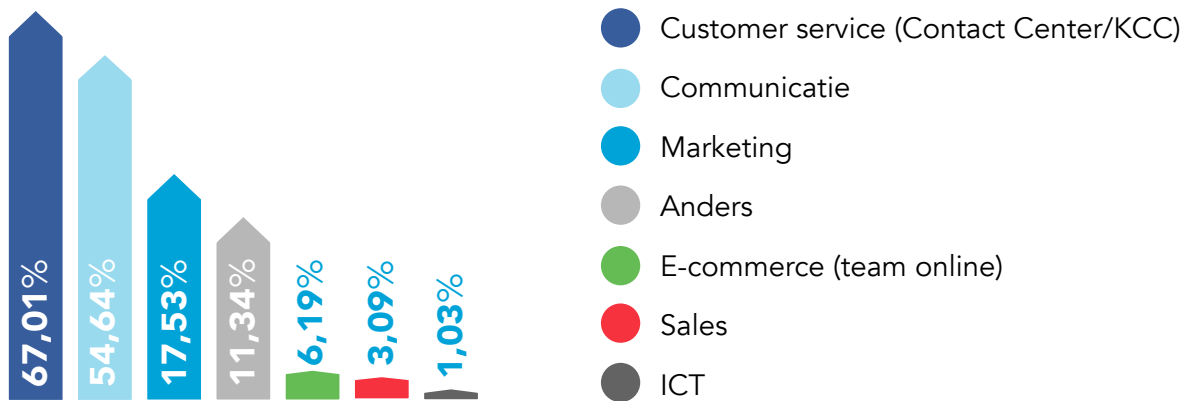 67,01%
54,64%
17,53%
11,34%
6,19%
3,09%
1,03%
Customer service (Contact Center/KCC)
Communicatie
Marketing
Anders
E-commerce (team online)
Sales
ICT